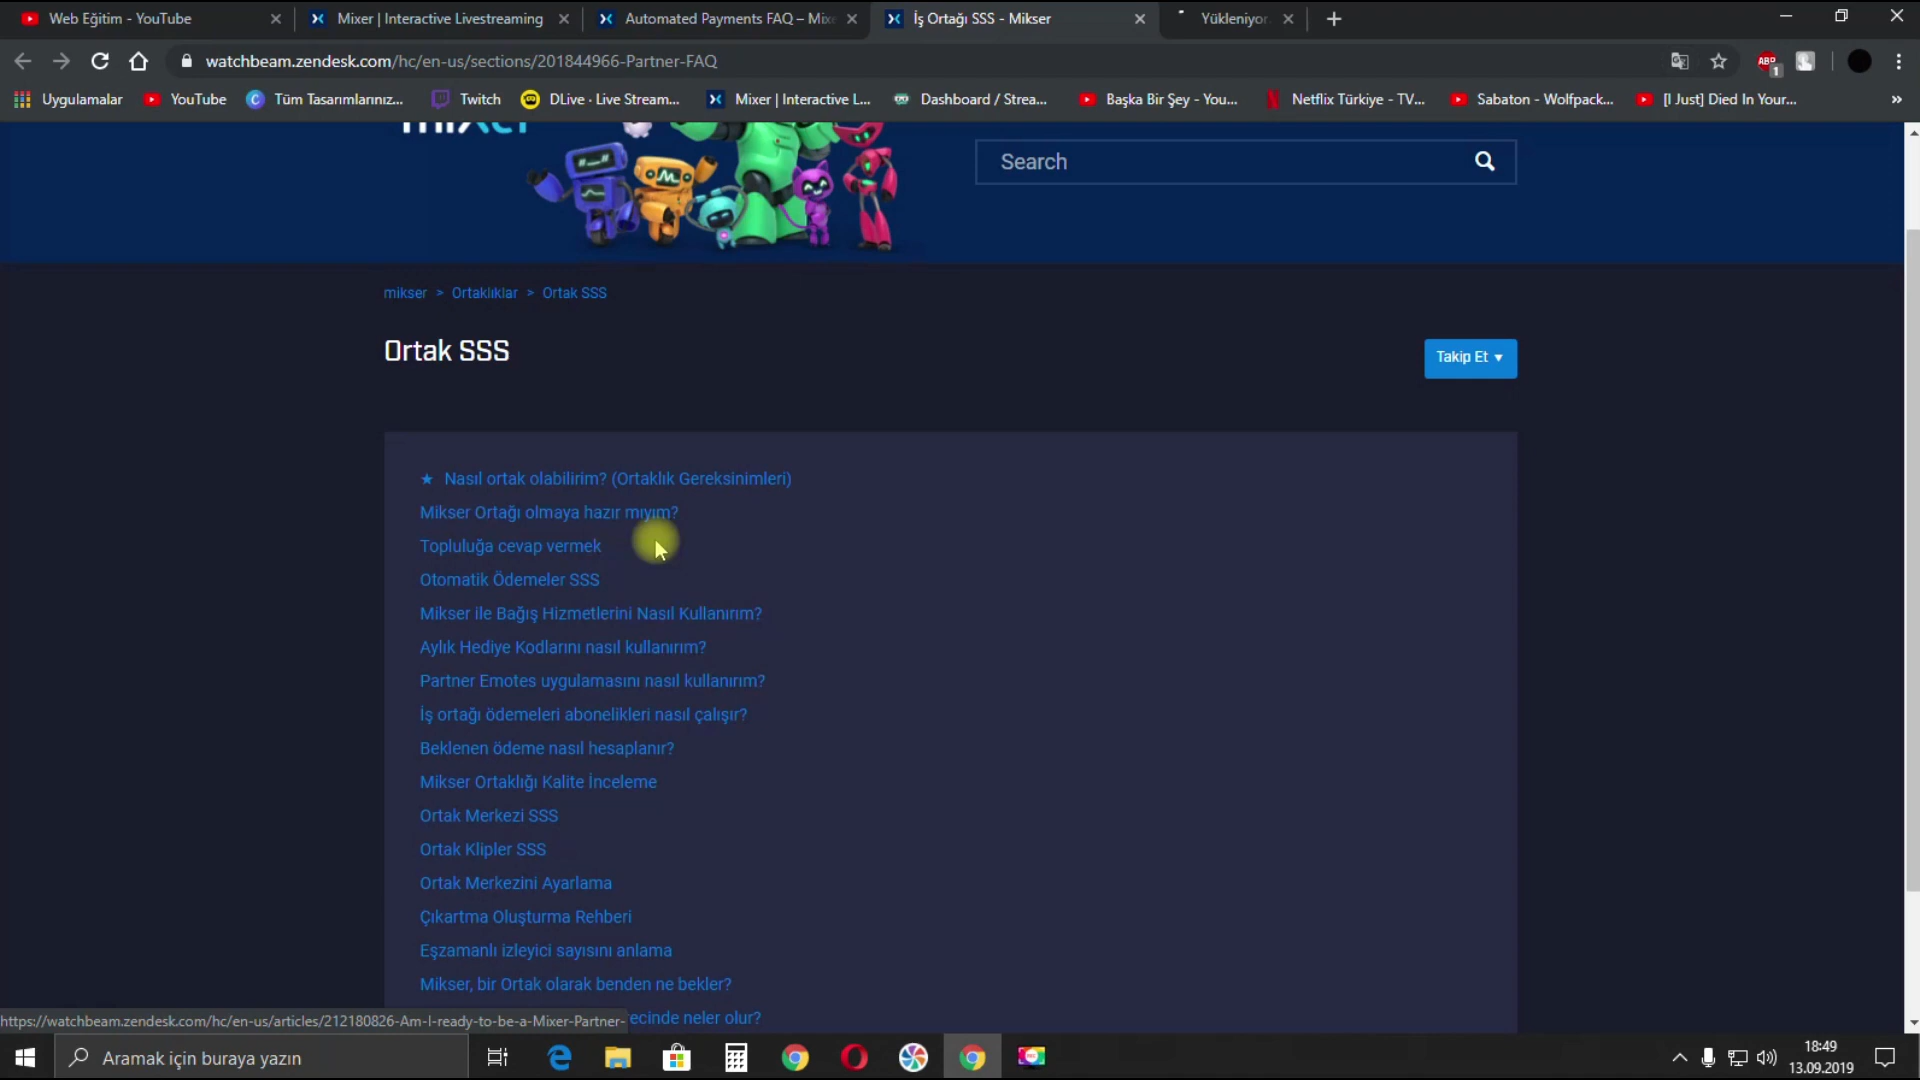 Web Eğitim - YouTube
Mixer | Interactive Livestreaming
Automated Payments FAQ – Mixe
İş Ortağı SSS - Mikser
Yükleniyor
watchbeam.zendesk.com/hc/en-us/sections/201844966-Partner-FAQ
ABP
1
Uygulamalar
YouTube
Tüm Tasarımlarınız...
Twitch
DLive · Live Stream...
Mixer | Interactive L...
Dashboard / Strea...
Başka Bir Şey - You...
Netflix Türkiye - TV...
Sabaton - Wolfpack...
[I Just] Died In Your...
»
mixer
Search
mikser > Ortaklıklar > Ortak SSS
Ortak SSS
Takip Et ▾
★ Nasıl ortak olabilirim? (Ortaklık Gereksinimleri)
Mikser Ortağı olmaya hazır mıyım?
Topluluğa cevap vermek
Otomatik Ödemeler SSS
Mikser ile Bağış Hizmetlerini Nasıl Kullanırım?
Aylık Hediye Kodlarını nasıl kullanırım?
Partner Emotes uygulamasını nasıl kullanırım?
İş ortağı ödemeleri abonelikleri nasıl çalışır?
Beklenen ödeme nasıl hesaplanır?
Mikser Ortaklığı Kalite İnceleme
Ortak Merkezi SSS
Ortak Klipler SSS
Ortak Merkezini Ayarlama
Çıkartma Oluşturma Rehberi
Eşzamanlı izleyici sayısını anlama
Mikser, bir Ortak olarak benden ne bekler?
ecinde neler olur?
https://watchbeam.zendesk.com/hc/en-us/articles/212180826-Am-I-ready-to-be-a-Mixer-Partner-
Aramak için buraya yazın
18:49
13.09.2019